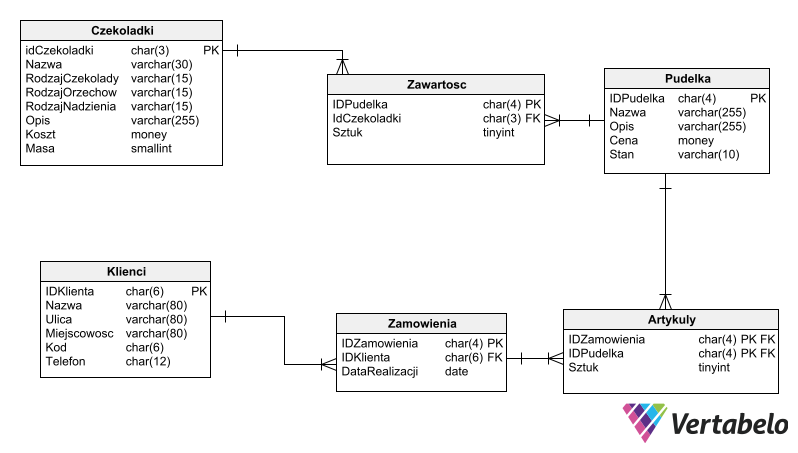 Czekoladki
idCzekoladki char(3) PK
Nazwa varchar(30)
RodzajCzekolady varchar(15)
RodzajOrzechow varchar(15)
RodzajNadzienia varchar(15)
Opis varchar(255)
Koszt money
Masa smallint
Zawartosc
IDPudelka char(4) PK
IdCzekoladki char(3) FK
Sztuk tinyint
Pudelka
IDPudelka char(4) PK
Nazwa varchar(255)
Opis varchar(255)
Cena money
Stan varchar(10)
Klienci
IDKlienta char(6) PK
Nazwa varchar(80)
Ulica varchar(80)
Miejscowosc varchar(80)
Kod char(6)
Telefon char(12)
Zamowienia
IDZamowienia char(4) PK
IDKlienta char(6) FK
DataRealizacji date
Artykuly
IDZamowienia char(4) PK FK
IDPudelka char(4) PK FK
Sztuk tinyint
Vertabelo